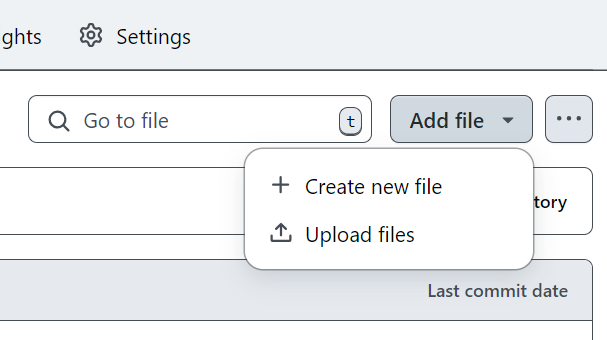 ghts Settings
Go to file t Add file
Create new file
tory
Upload files
Last commit date